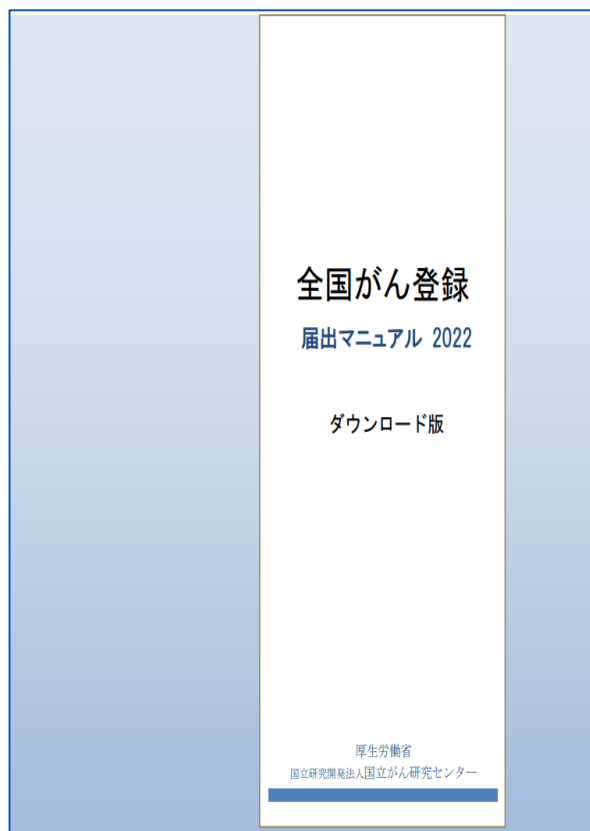 全国がん登録
届出マニュアル 2022
ダウンロード版
厚生労働省
国立研究開発法人国立がん研究センター